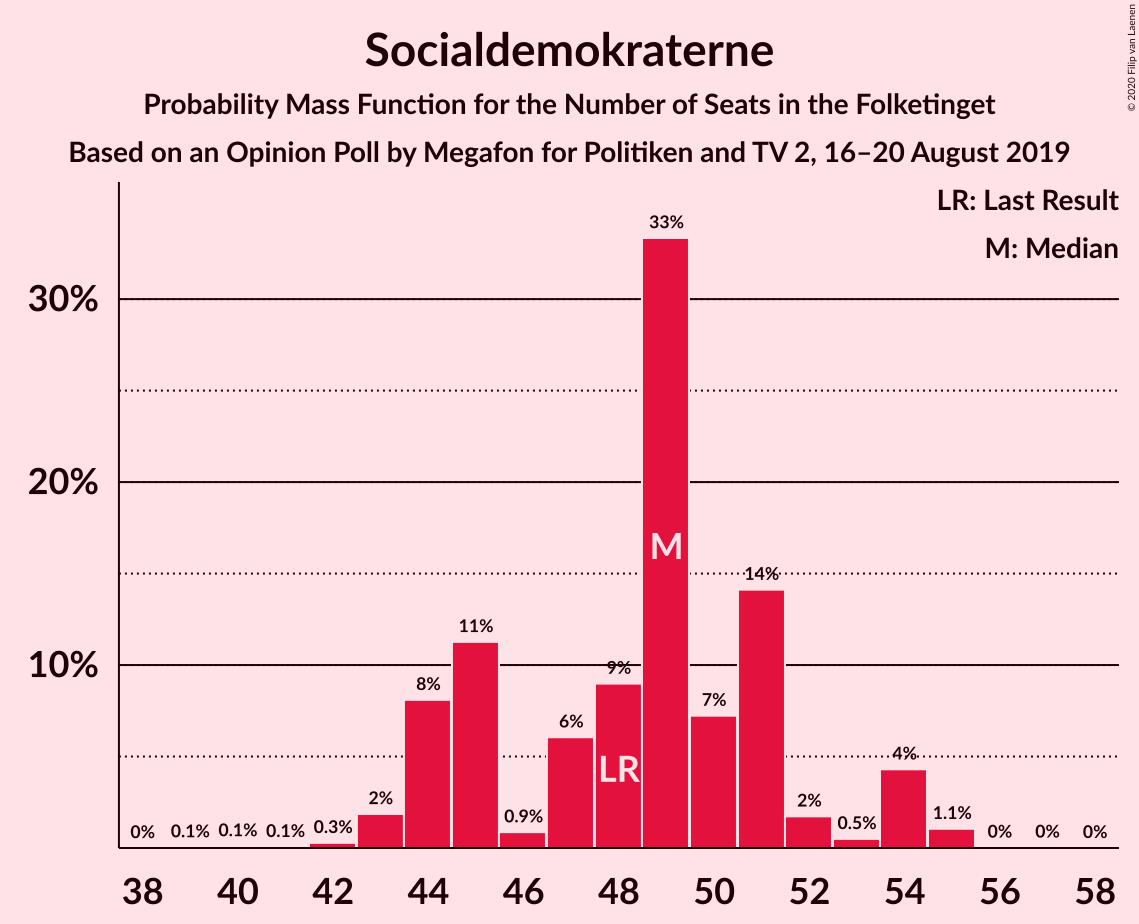 Socialdemokraterne
Probability Mass Function for the Number of Seats in the Folketinget
Based on an Opinion Poll by Megafon for Politiken and TV 2, 16–20 August 2019
© 2020 Filip van Laenen
LR: Last Result
M: Median
30%
20%
10%
0%
0.1%
0.1%
0.1%
0.3%
2%
8%
11%
0.9%
6%
9%
33%
7%
14%
2%
0.5%
4%
1.1%
0%
0%
0%
LR
M
38 40 42 44 46 48 50 52 54 56 58